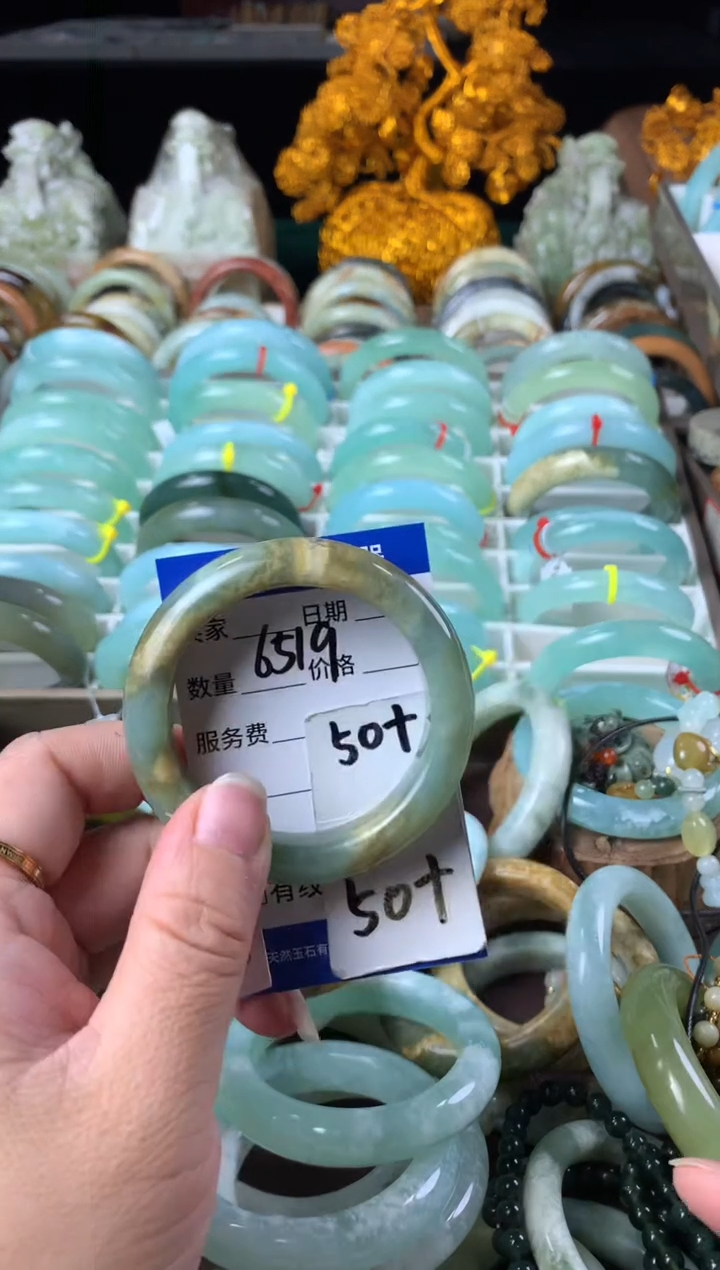 家 日期
6519
数量 价格
服务费
50+
有线
50+
天然玉石有